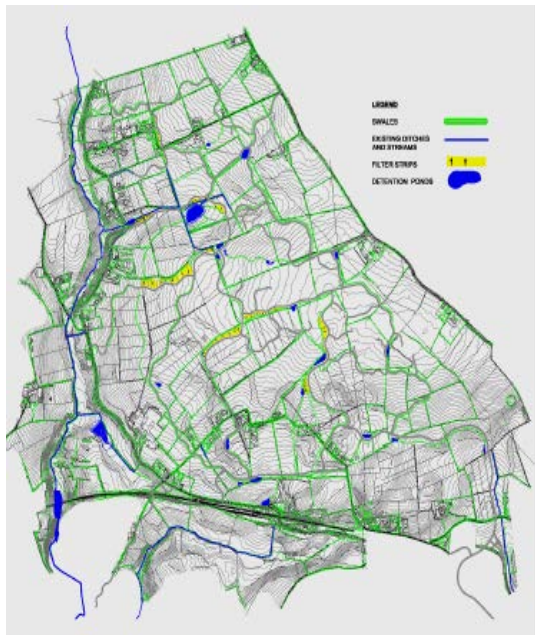 LEGEND
SWALES
EXISTING DITCHES
AND STREAMS
FILTER STRIPS
DETENTION PONDS